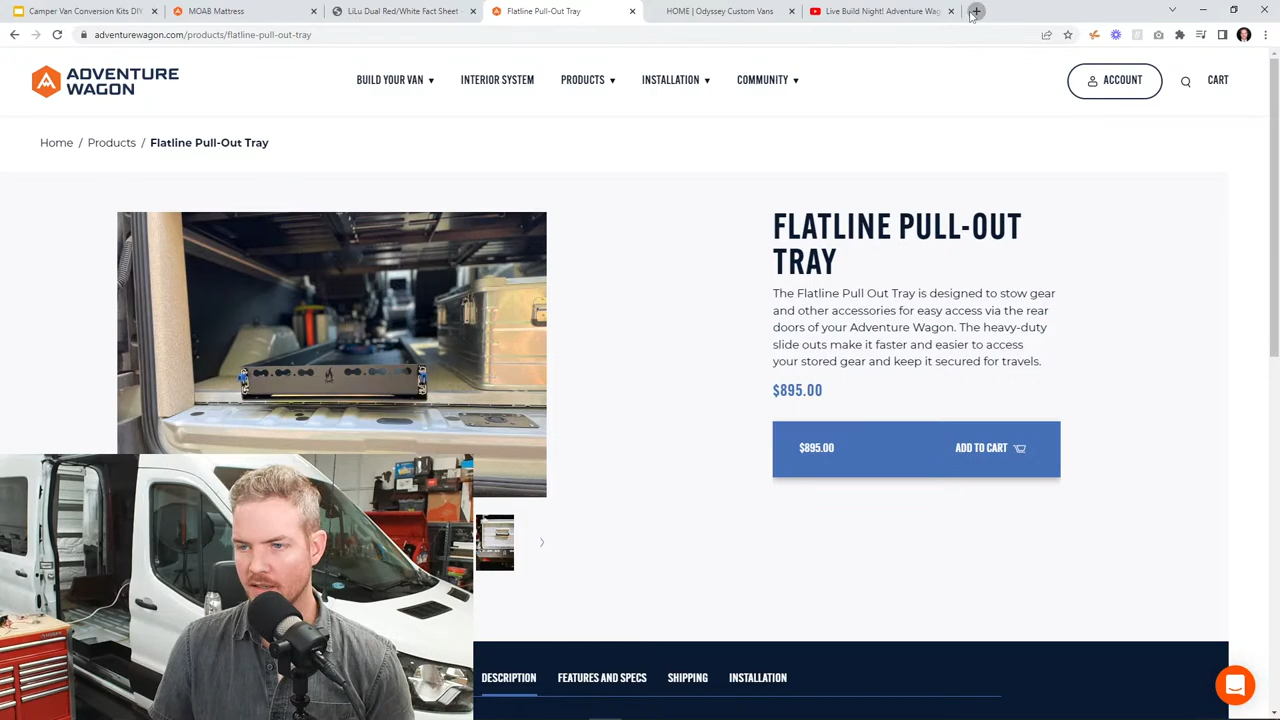 Camper Van Conversion Kits DIY
MOAB Mattress
LiLu Dual Red/White Fact Sheet
Flatline Pull-Out Tray
HOME | Odyssey Custom Vans
Live Build Night! Adventure Wag
adventurewagon.com/products/flatline-pull-out-tray
ADVENTURE
WAGON
BUILD YOUR VAN
INTERIOR SYSTEM
PRODUCTS
INSTALLATION
COMMUNITY
ACCOUNT
CART
Home / Products / Flatline Pull-Out Tray
FLATLINE PULL-OUT
TRAY
The Flatline Pull Out Tray is designed to stow gear
and other accessories for easy access via the rear
doors of your Adventure Wagon. The heavy-duty
slide outs make it faster and easier to access
your stored gear and keep it secured for travels.
$895.00
$895.00 ADD TO CART
DESCRIPTION
FEATURES AND SPECS
SHIPPING
INSTALLATION